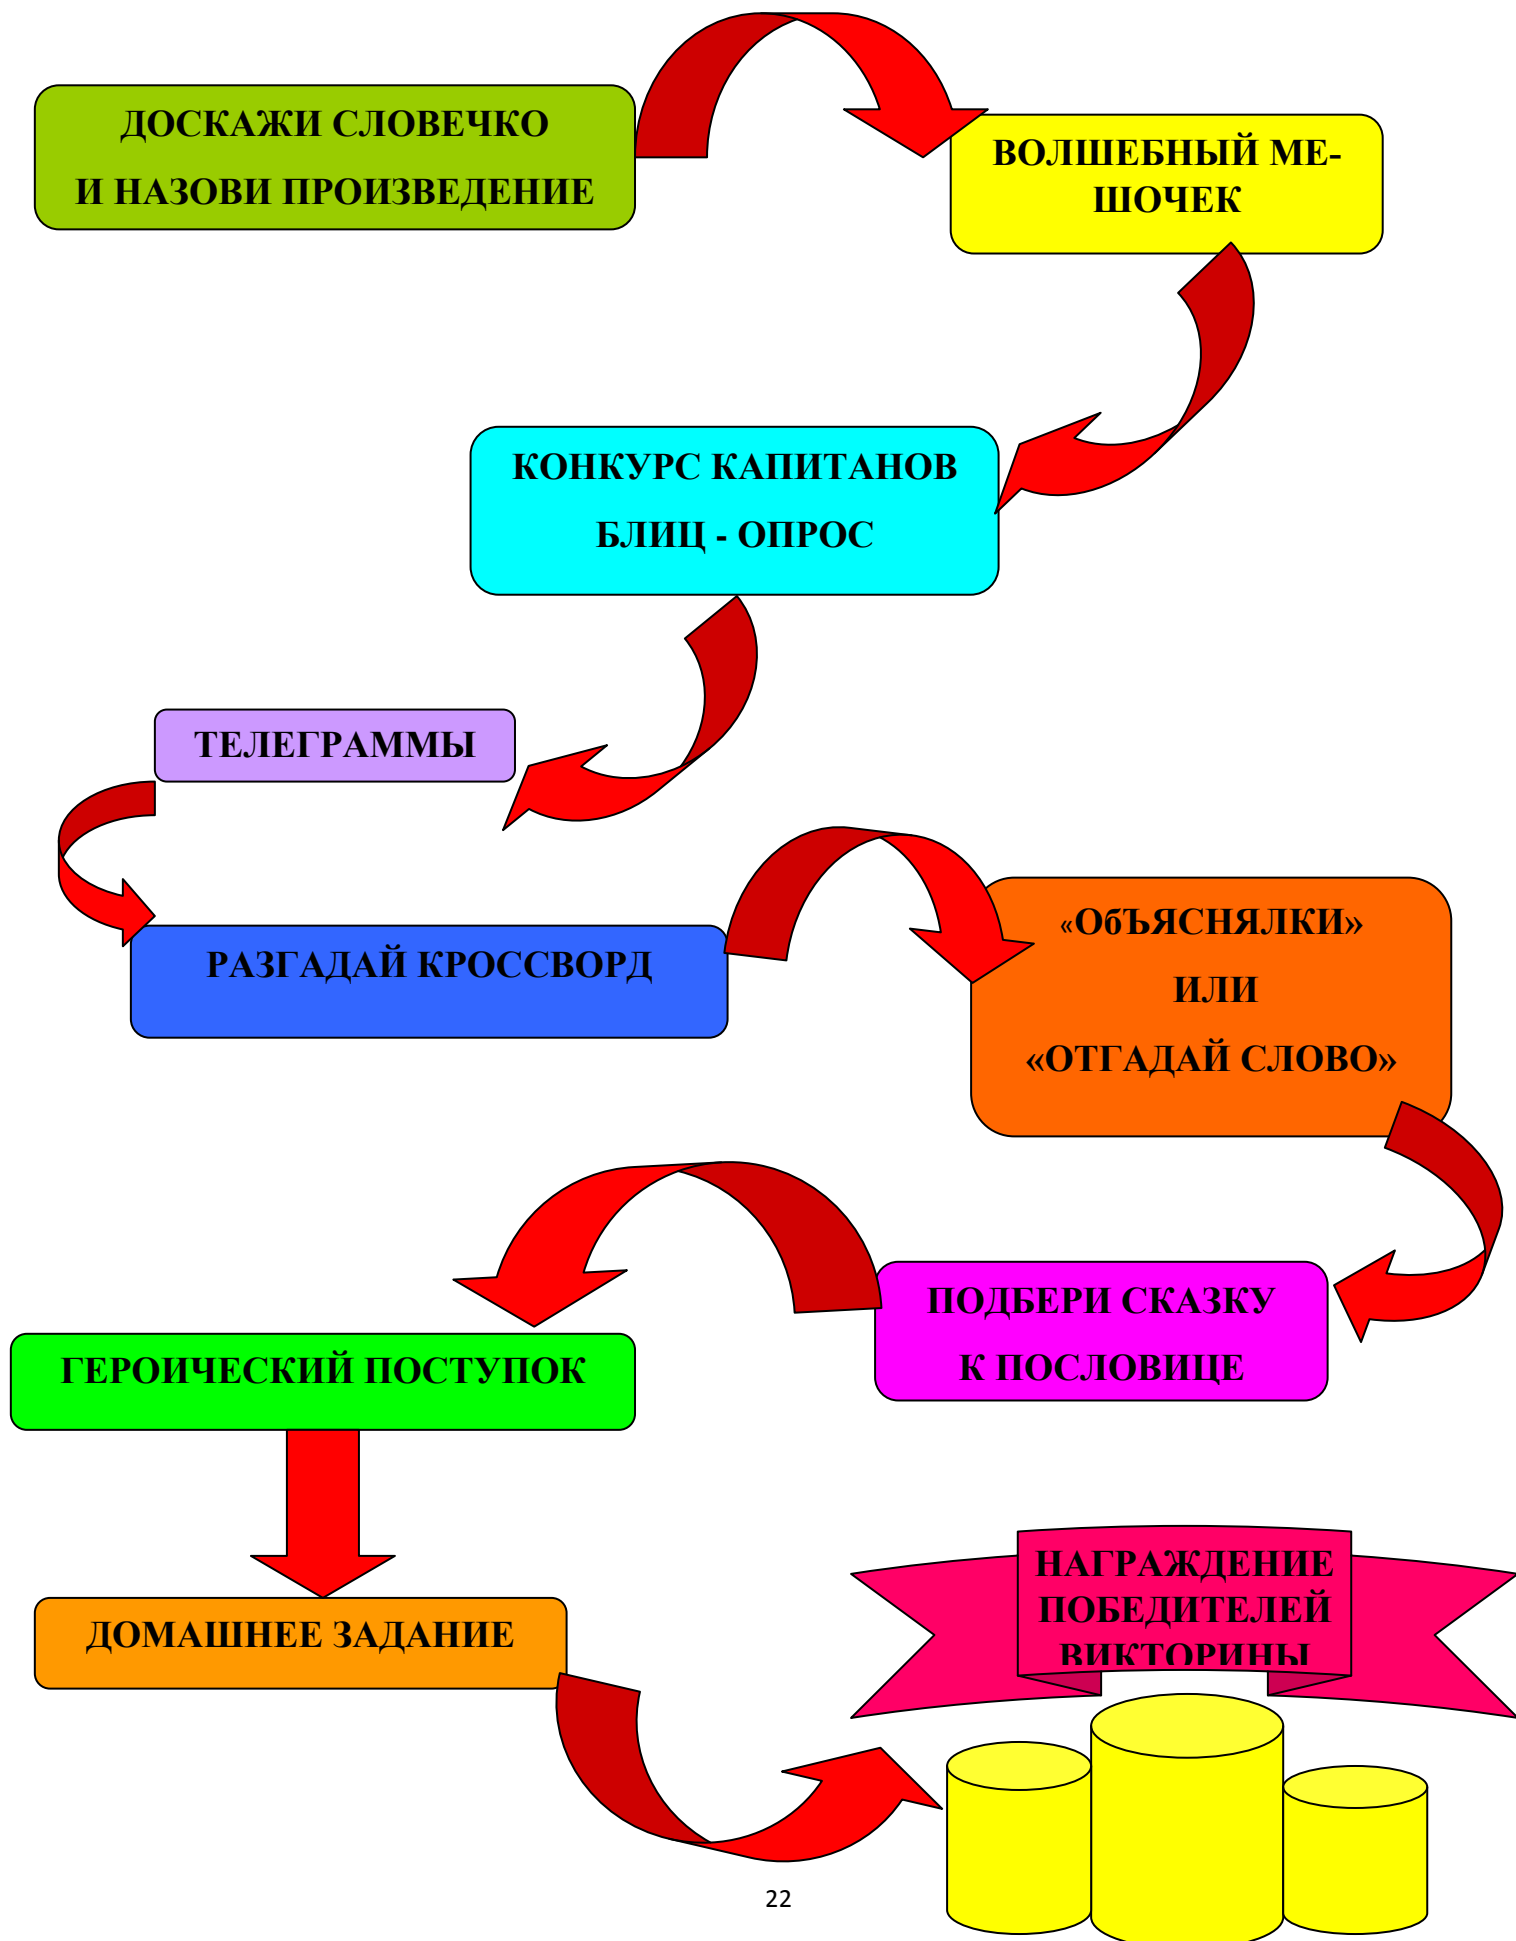 ДОСКАЖИ СЛОВЕЧКО
И НАЗОВИ ПРОИЗВЕДЕНИЕ
ВОЛШЕБНЫЙ МЕ-
ШОЧЕК
КОНКУРС КАПИТАНОВ
БЛИЦ - ОПРОС
ТЕЛЕГРАММЫ
РАЗГАДАЙ КРОССВОРД
«ОбЪЯСНЯЛКИ»
ИЛИ
«ОТГАДАЙ СЛОВО»
ПОДБЕРИ СКАЗКУ
К ПОСЛОВИЦЕ
ГЕРОИЧЕСКИЙ ПОСТУПОК
ДОМАШНЕЕ ЗАДАНИЕ
НАГРАЖДЕНИЕ
ПОБЕДИТЕЛЕЙ
ВИКТОРИНЫ
22